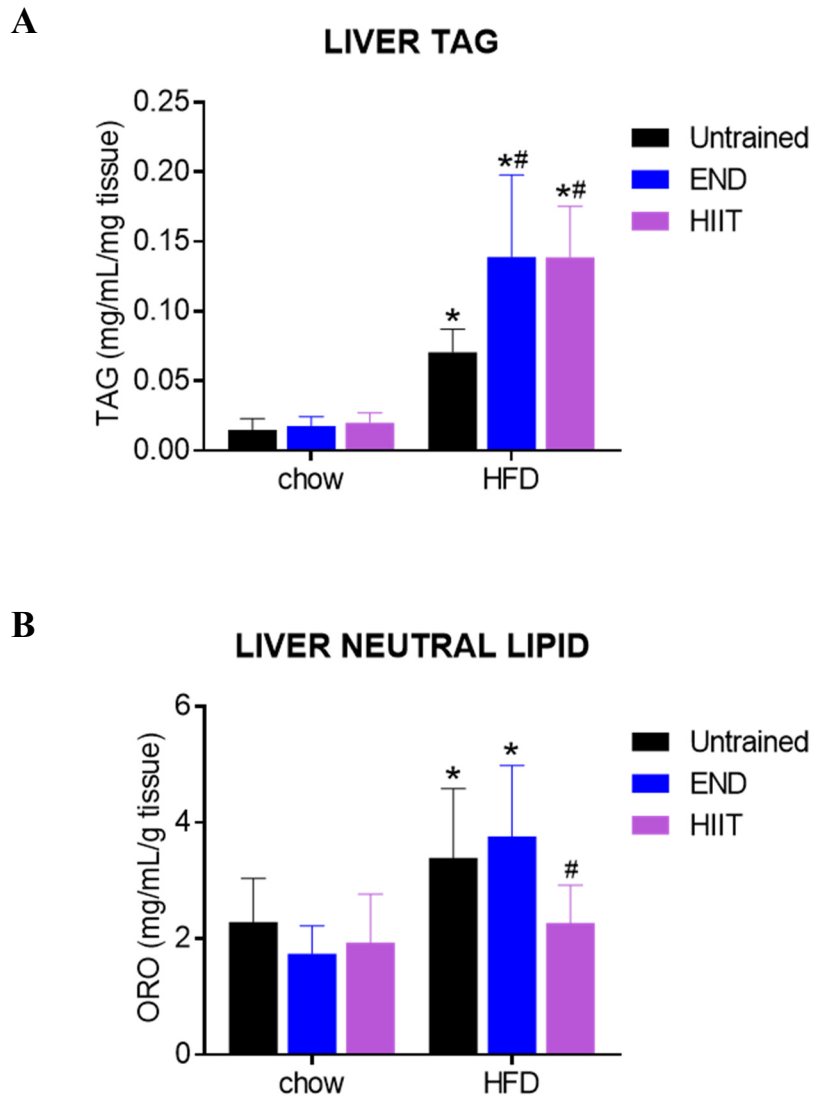 A
LIVER TAG
TAG (mg/mL/mg tissue)
0.25
0.20
0.15
0.10
0.05
0.00
*
*#
*#
chow
HFD
Untrained
END
HIIT
B
LIVER NEUTRAL LIPID
ORO (mg/mL/g tissue)
6
4
2
0
*
*
#
chow
HFD
Untrained
END
HIIT